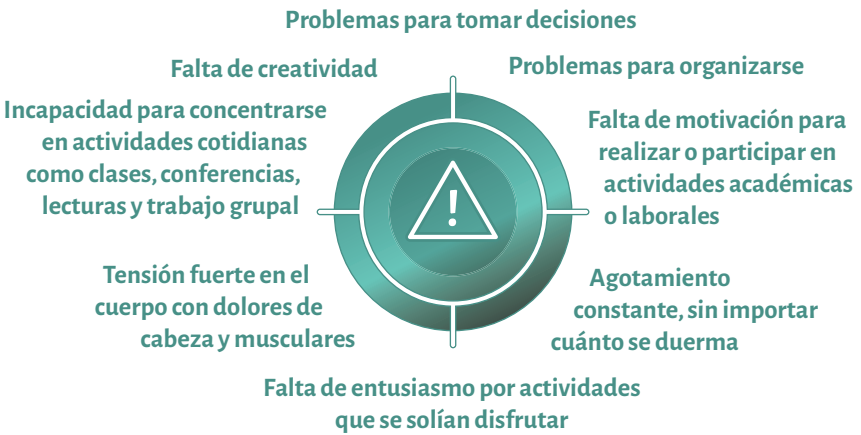 Problemas para tomar decisiones
Falta de creatividad
Problemas para organizarse
Incapacidad para concentrarse
en actividades cotidianas
como clases, conferencias,
lecturas y trabajo grupal
Falta de motivación para
realizar o participar en
actividades académicas
o laborales
Tensión fuerte en el
cuerpo con dolores de
cabeza y musculares
Agotamiento
constante, sin importar
cuánto se duerma
Falta de entusiasmo por actividades
que se solían disfrutar